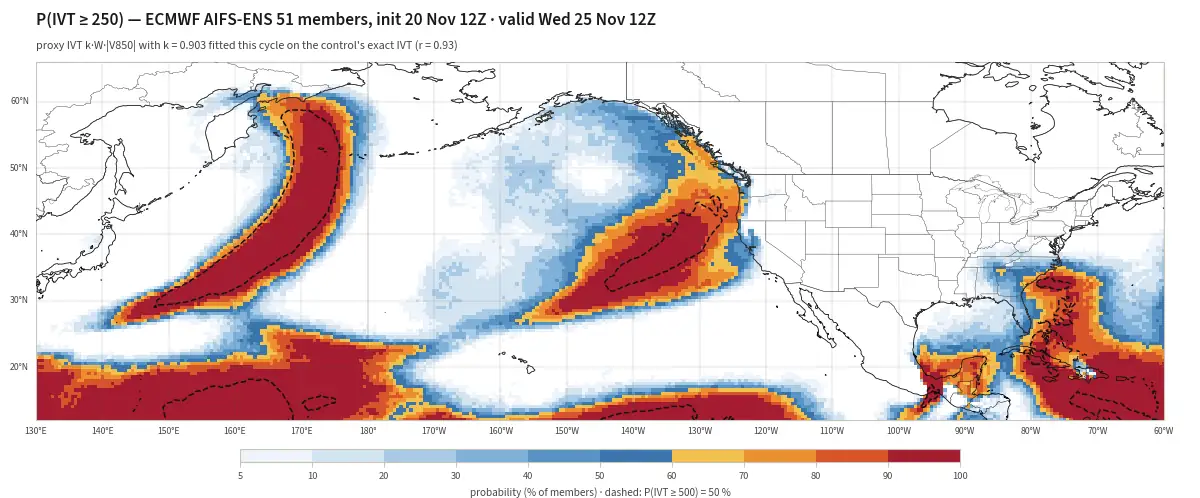 P(IVT ≥ 250) — ECMWF AIFS-ENS 51 members, init 20 Nov 12Z · valid Wed 25 Nov 12Z
proxy IVT k·W·|V850| with k = 0.903 fitted this cycle on the control's exact IVT (r = 0.93)
60°N
50°N
40°N
30°N
20°N
130°E 140°E 150°E 160°E 170°E 180° 170°W 160°W 150°W 140°W 130°W 120°W 110°W 100°W 90°W 80°W 70°W 60°W
5 10 20 30 40 50 60 70 80 90 100
probability (% of members) · dashed: P(IVT ≥ 500) = 50 %